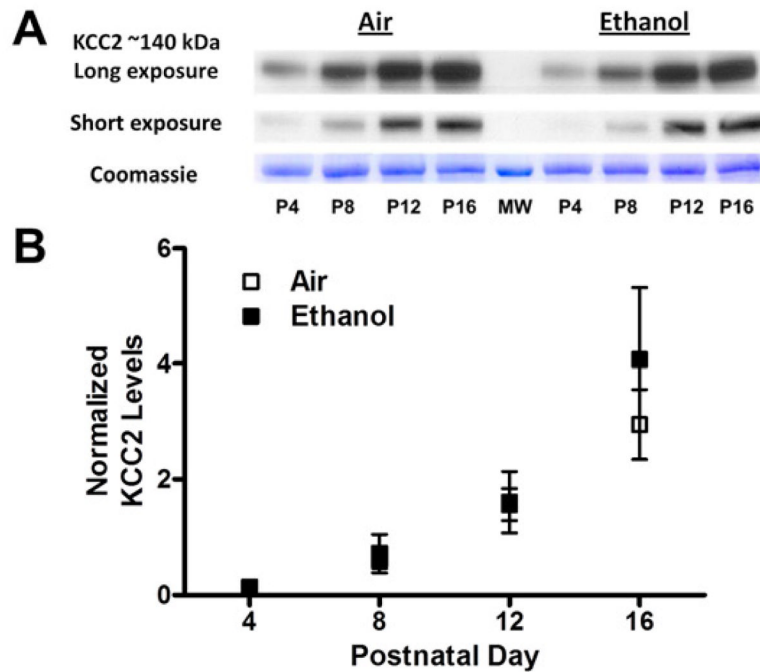 A
Air
Ethanol
KCC2 ~140 kDa
Long exposure
Short exposure
Coomassie
P4 P8 P12 P16 MW P4 P8 P12 P16
B
6
4
2
0
Air
Ethanol
Normalized
KCC2 Levels
4 8 12 16
Postnatal Day